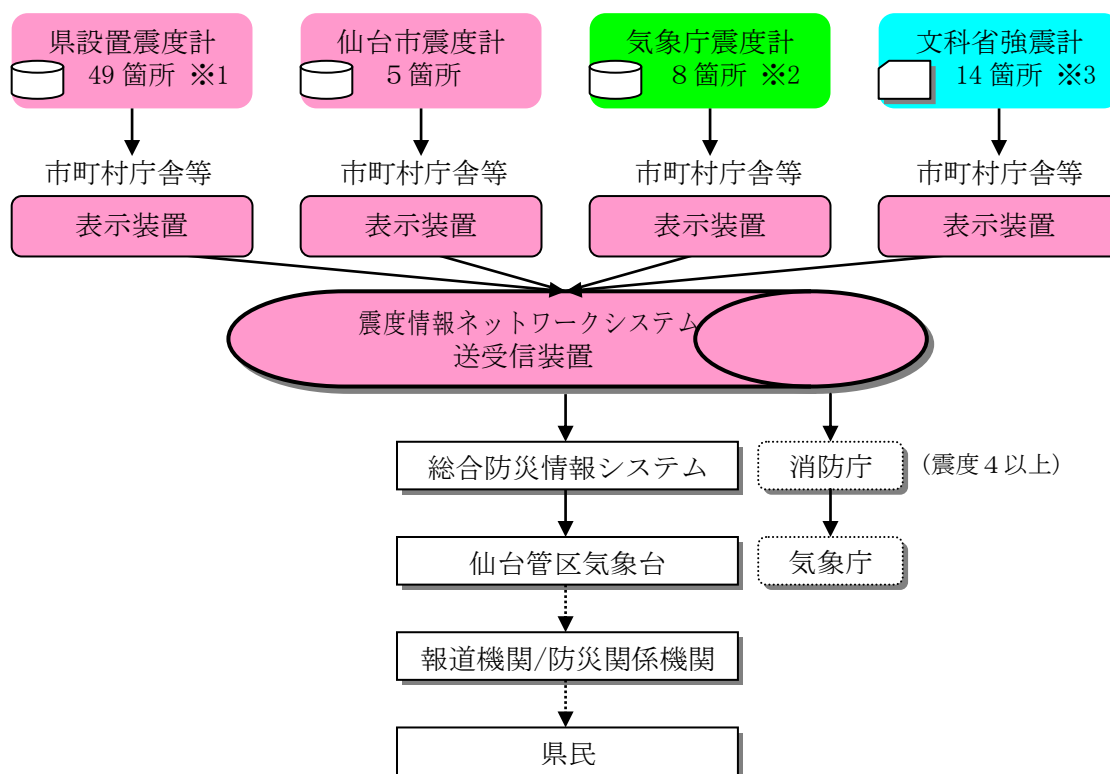 県設置震度計
49 箇所 ※1
仙台市震度計
５箇所
気象庁震度計
８箇所 ※2
文科省強震計
14 箇所 ※3
市町村庁舎等
市町村庁舎等
市町村庁舎等
市町村庁舎等
表示装置
表示装置
表示装置
表示装置
震度情報ネットワークシステム
送受信装置
総合防災情報システム
消防庁
(震度４以上)
仙台管区気象台
気象庁
報道機関/防災関係機関
県民